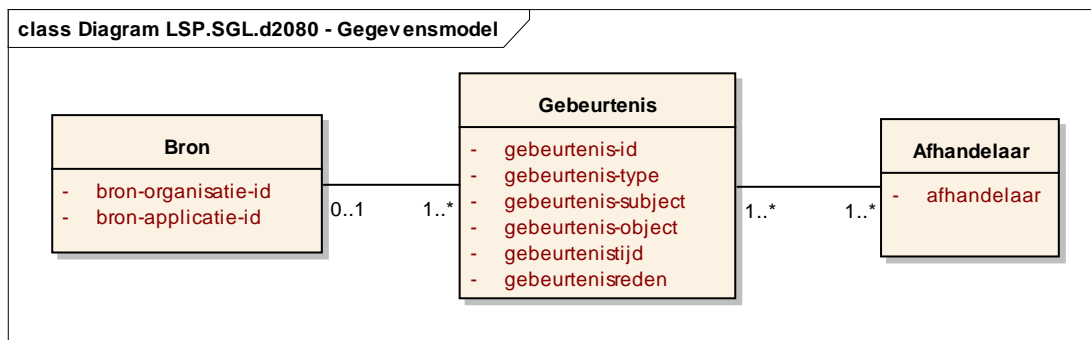 class Diagram LSP.SGL.d2080 - Gegevensmodel
Bron
- bron-organisatie-id
- bron-applicatie-id
0..1
1..*
Gebeurtenis
- gebeurtenis-id
- gebeurtenis-type
- gebeurtenis-subject
- gebeurtenis-object
- gebeurtenistijd
- gebeurtenisreden
1..*
1..*
Afhandelaar
- afhandelaar